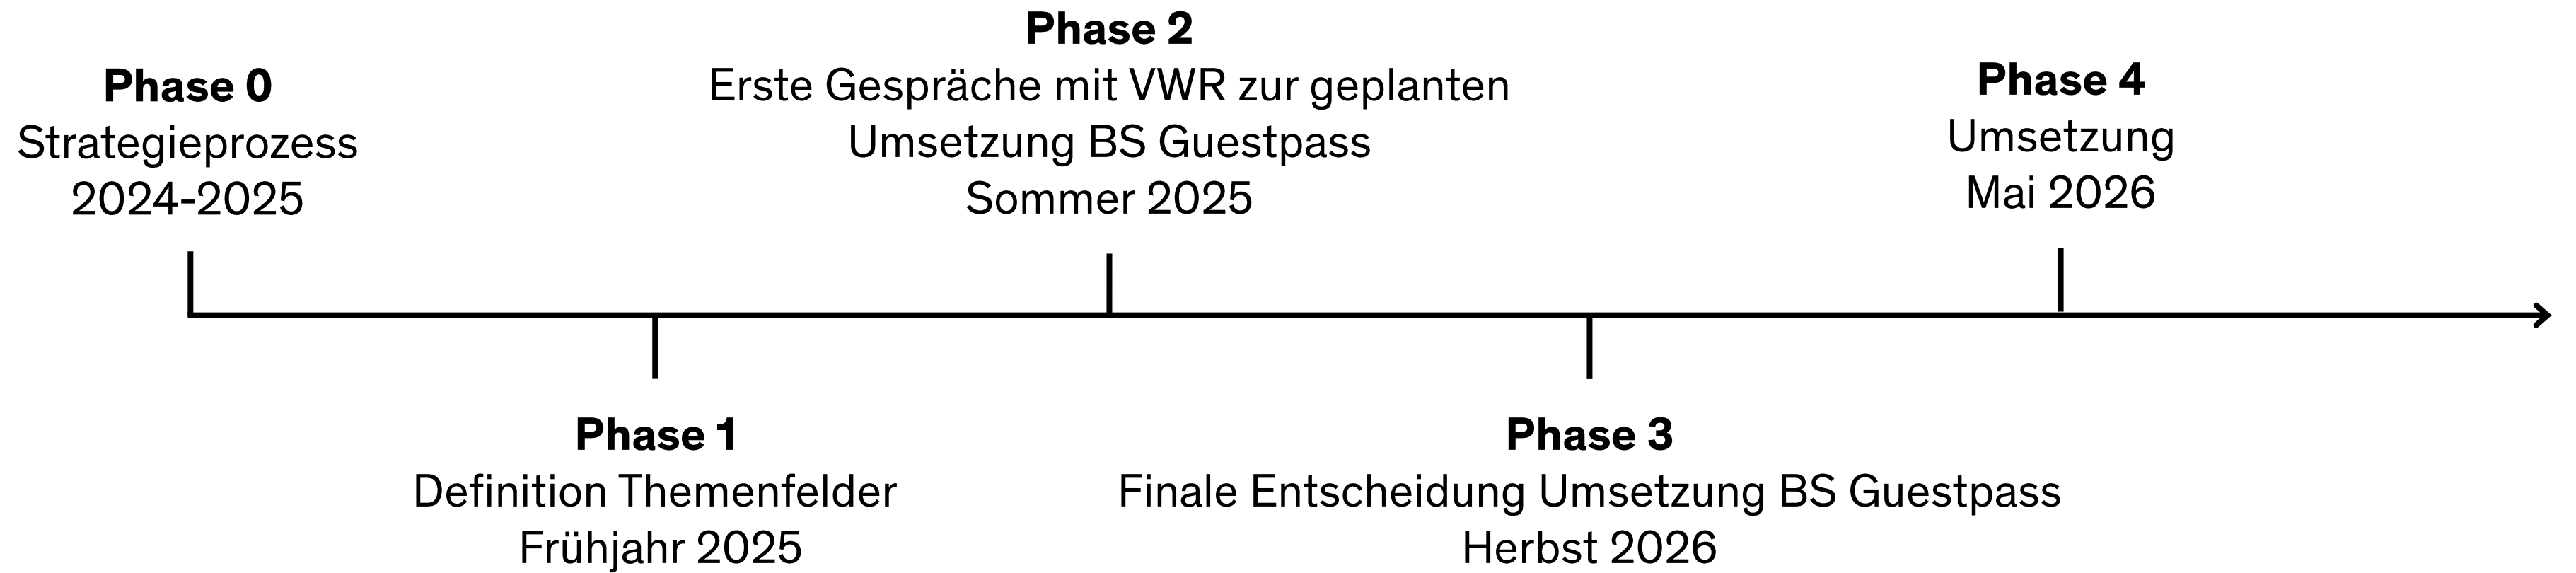 Phase 0
Strategieprozess
2024-2025
Phase 1
Definition Themenfelder
Frühjahr 2025
Phase 2
Erste Gespräche mit VWR zur geplanten
Umsetzung BS Guestpass
Sommer 2025
Phase 3
Finale Entscheidung Umsetzung BS Guestpass
Herbst 2026
Phase 4
Umsetzung
Mai 2026